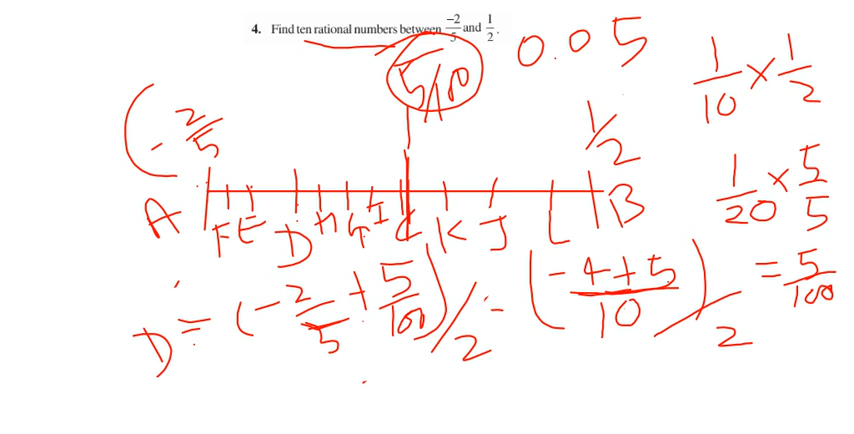 4. Find ten rational numbers between -2/5 and 1/2.
5/100
0.05
1/10 × 1/2
(- 2/5
1/2
1/20 × 5/5
A F E D H G I C K J L B
= 5/100
D = (-2/5 + 5/100)/2 = (-4+5/10)/2